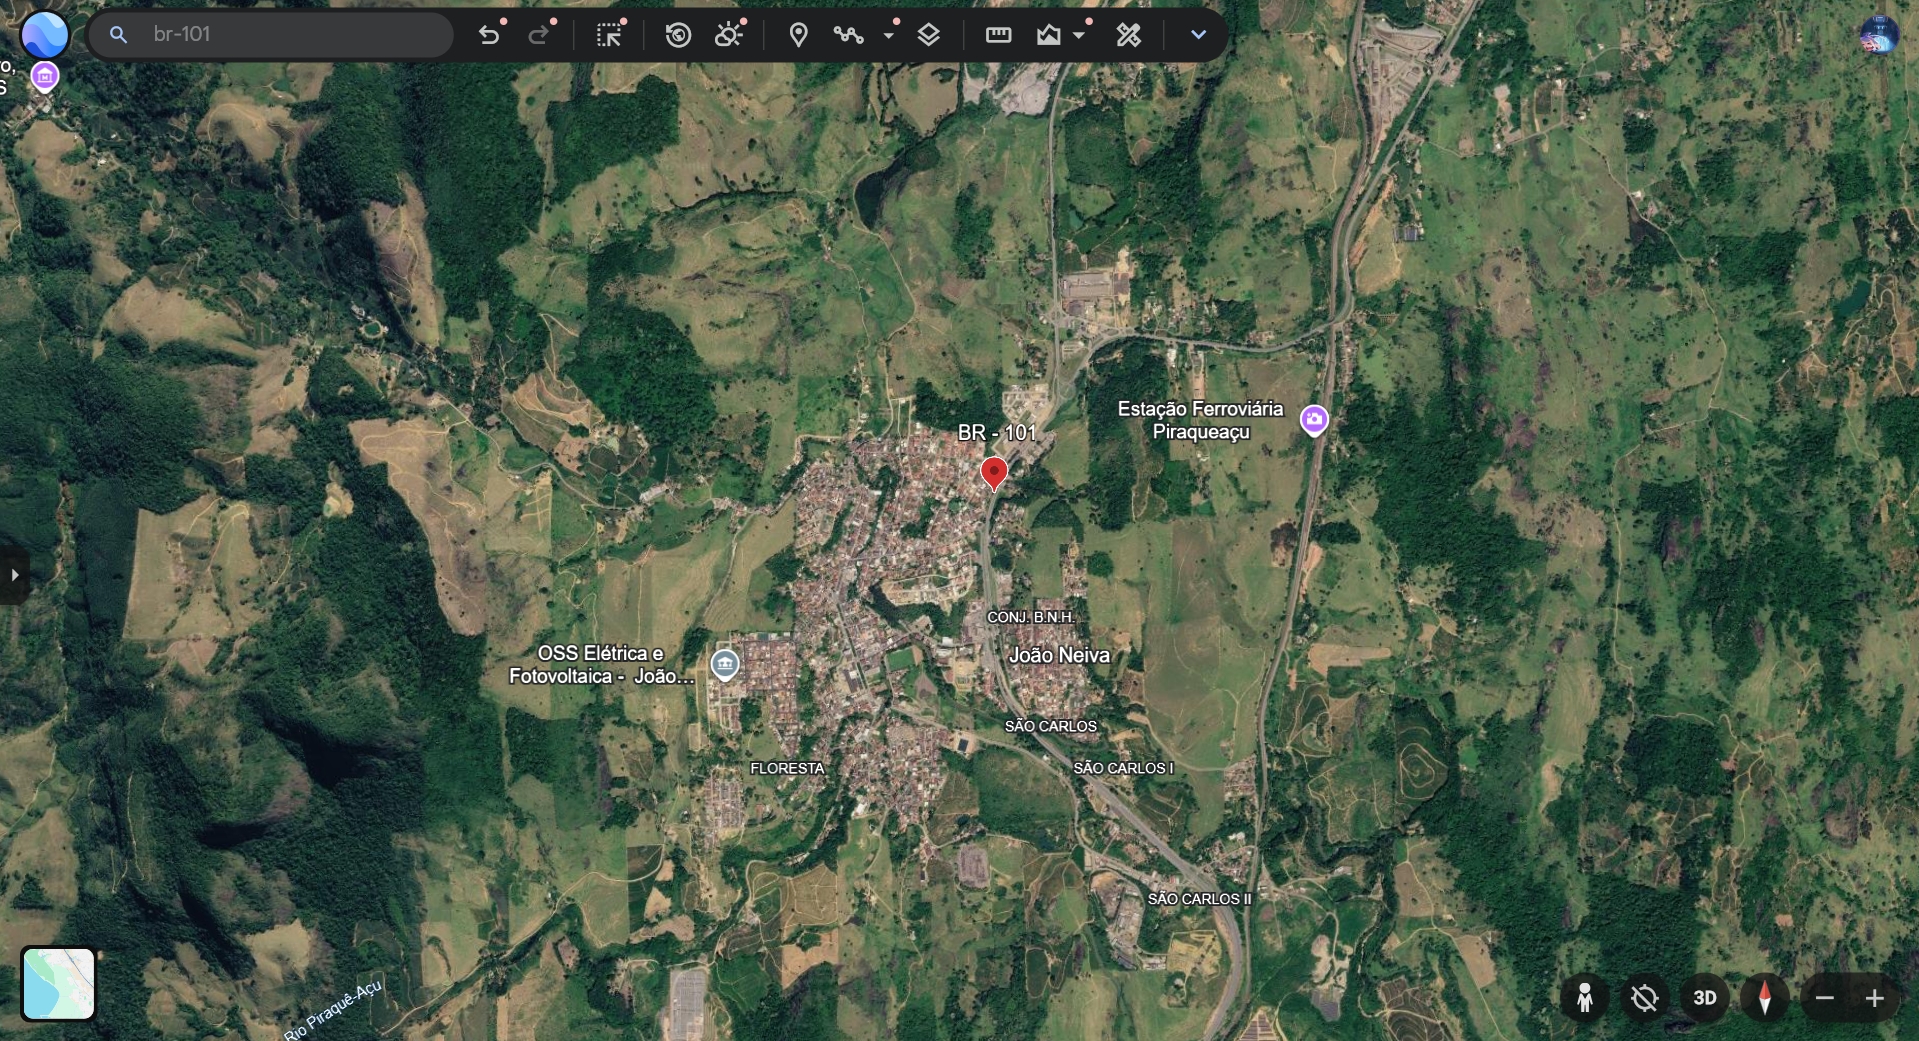 br-101
o,
S
Estação Ferroviária
Piraqueaçu
BR - 101
CONJ. B.N.H.
OSS Elétrica e
Fotovoltaica - João...
João Neiva
SÃO CARLOS
FLORESTA
SÃO CARLOS I
SÃO CARLOS II
Rio Piraquê-Açu
3D